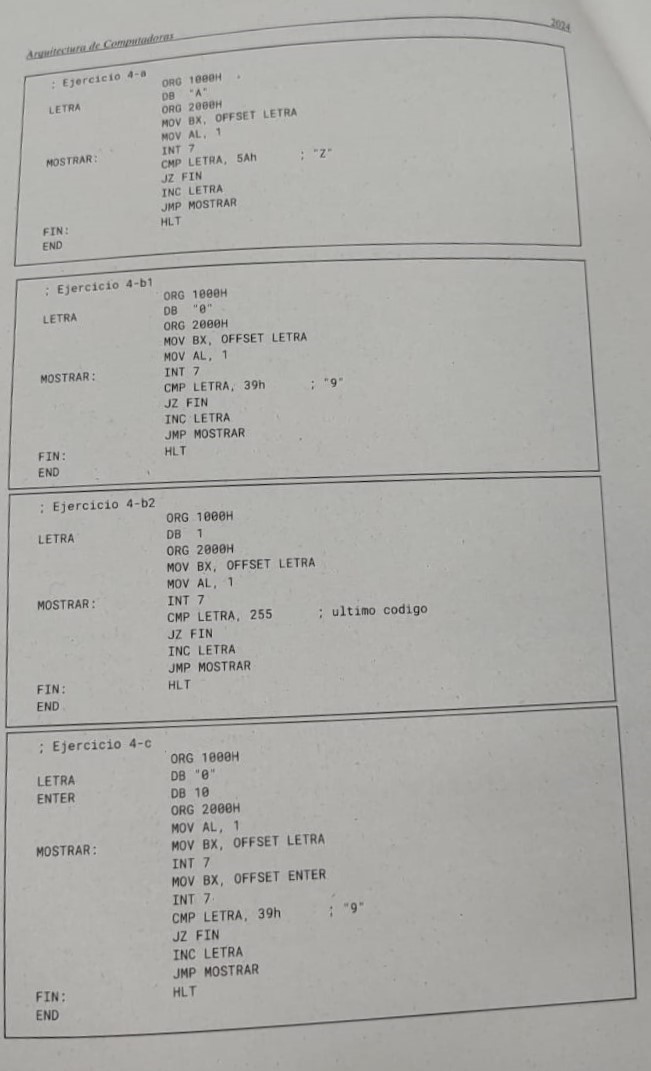 Arquitectura de Computadoras 2024
; Ejercicio 4-a
ORG 1000H
LETRA DB "A"
ORG 2000H
MOV BX, OFFSET LETRA
MOV AL, 1
MOSTRAR: INT 7
CMP LETRA, 5Ah ; "Z"
JZ FIN
INC LETRA
JMP MOSTRAR
FIN: HLT
END
; Ejercicio 4-b1
ORG 1000H
LETRA DB "0"
ORG 2000H
MOV BX, OFFSET LETRA
MOV AL, 1
MOSTRAR: INT 7
CMP LETRA, 39h ; "9"
JZ FIN
INC LETRA
JMP MOSTRAR
FIN: HLT
END
; Ejercicio 4-b2
ORG 1000H
LETRA DB 1
ORG 2000H
MOV BX, OFFSET LETRA
MOV AL, 1
MOSTRAR: INT 7
CMP LETRA, 255 ; ultimo codigo
JZ FIN
INC LETRA
JMP MOSTRAR
FIN: HLT
END
; Ejercicio 4-c
ORG 1000H
LETRA DB "0"
ENTER DB 10
ORG 2000H
MOV AL, 1
MOSTRAR: MOV BX, OFFSET LETRA
INT 7
MOV BX, OFFSET ENTER
INT 7
CMP LETRA, 39h ; "9"
JZ FIN
INC LETRA
JMP MOSTRAR
FIN: HLT
END